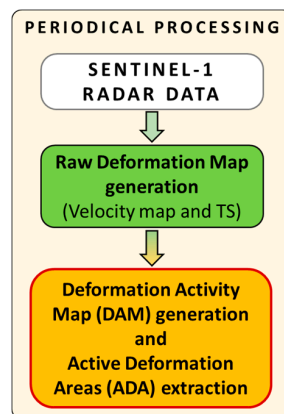 PERIODICAL PROCESSING
SENTINEL-1
RADAR DATA
Raw Deformation Map
generation
(Velocity map and TS)
Deformation Activity
Map (DAM) generation
and
Active Deformation
Areas (ADA) extraction